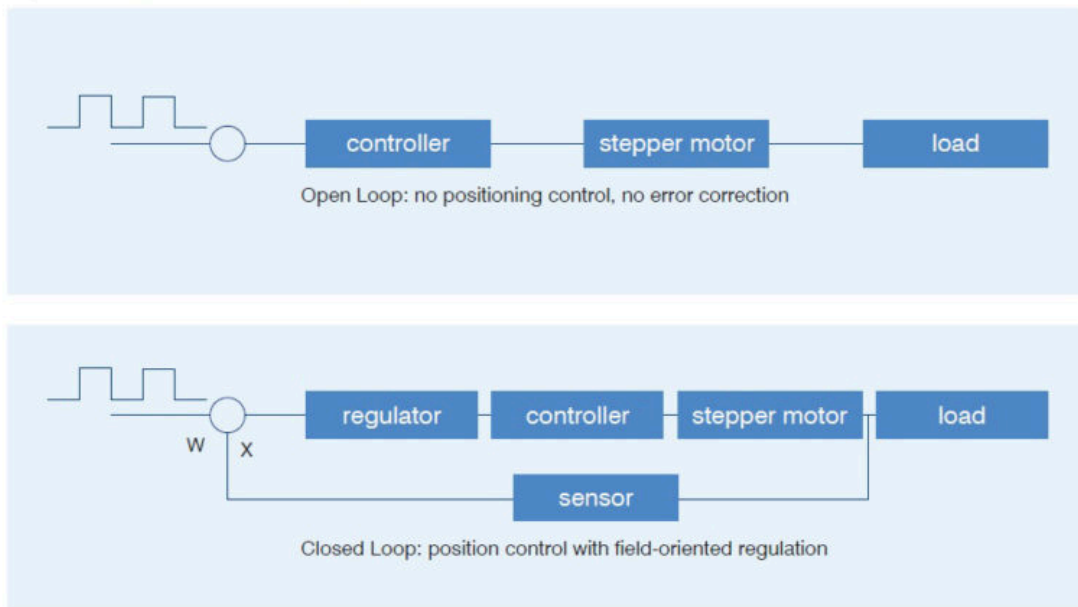 controller stepper motor load
Open Loop: no positioning control, no error correction
regulator controller stepper motor load
W X
sensor
Closed Loop: position control with field-oriented regulation